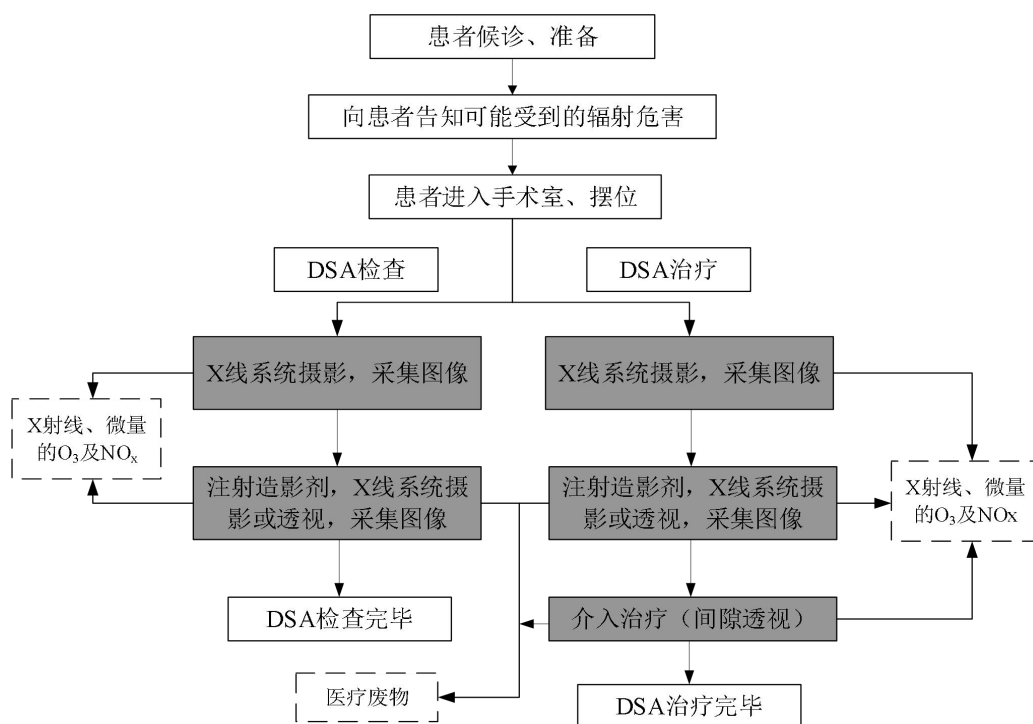 患者候诊、准备
向患者告知可能受到的辐射危害
患者进入手术室、摆位
DSA检查
DSA治疗
X线系统摄影，采集图像
X线系统摄影，采集图像
X射线、微量
的O₃及NOₓ
注射造影剂，X线系统摄
影或透视，采集图像
注射造影剂，X线系统摄
影或透视，采集图像
X射线、微量
的O₃及NOx
DSA检查完毕
介入治疗（间隙透视）
医疗废物
DSA治疗完毕